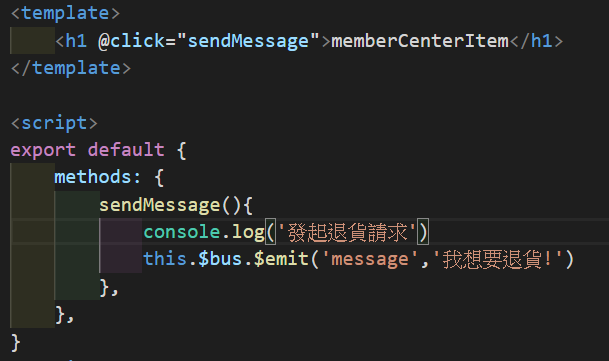 <template>
<h1 @click="sendMessage">memberCenterItem</h1>
</template>
<script>
export default {
methods: {
sendMessage(){
console.log('發起退貨請求')
this.$bus.$emit('message','我想要退貨!')
},
},
}